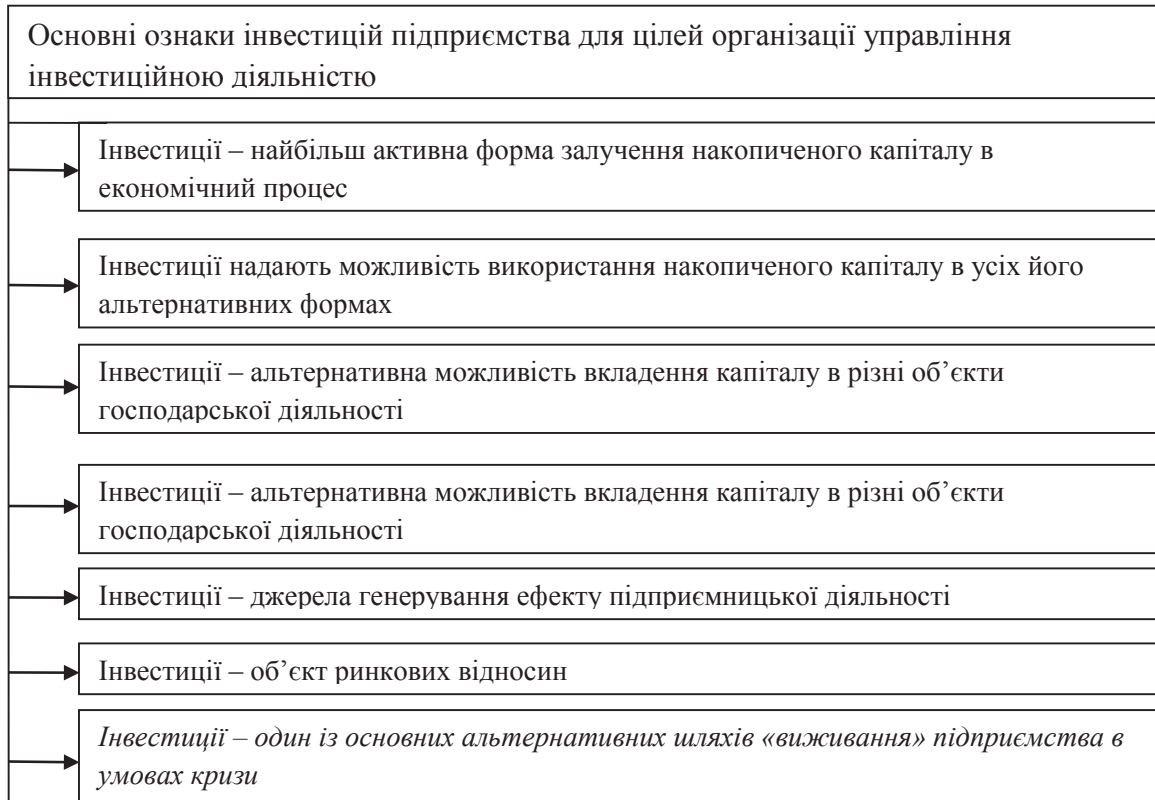 Основні ознаки інвестицій підприємства для цілей організації управління
інвестиційною діяльністю
Інвестиції – найбільш активна форма залучення накопиченого капіталу в
економічний процес
Інвестиції надають можливість використання накопиченого капіталу в усіх його
альтернативних формах
Інвестиції – альтернативна можливість вкладення капіталу в різні об’єкти
господарської діяльності
Інвестиції – альтернативна можливість вкладення капіталу в різні об’єкти
господарської діяльності
Інвестиції – джерела генерування ефекту підприємницької діяльності
Інвестиції – об’єкт ринкових відносин
Інвестиції – один із основних альтернативних шляхів «виживання» підприємства в
умовах кризи